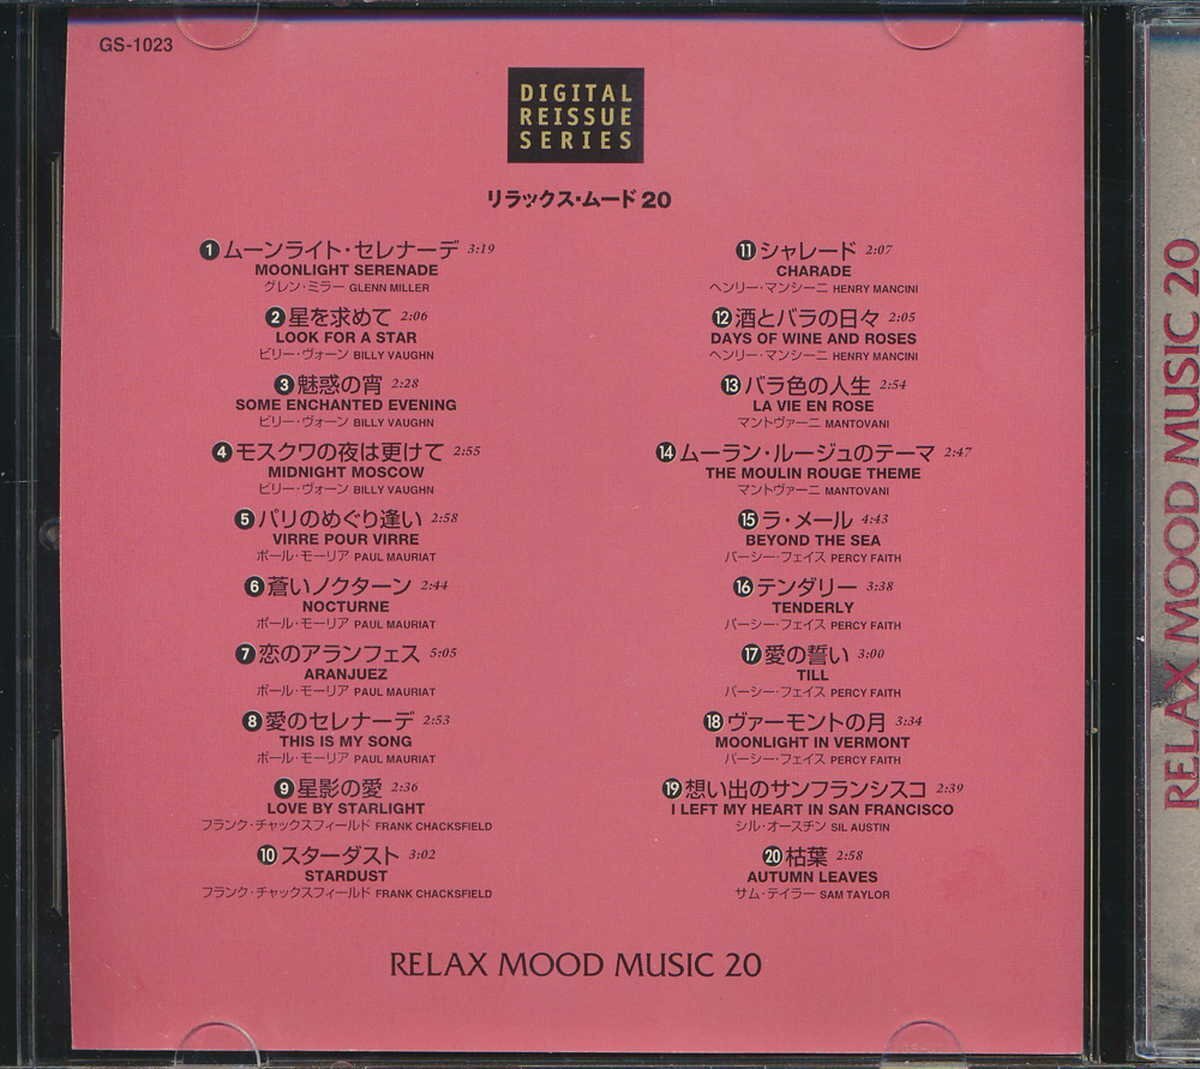 GS-1023
DIGITAL
REISSUE
SERIES
リラックス・ムード20
1 ムーンライト・セレナーデ 3:19
MOONLIGHT SERENADE
グレン・ミラー GLENN MILLER
2 星を求めて 2:06
LOOK FOR A STAR
ビリー・ヴォーン BILLY VAUGHN
3 魅惑の宵 2:28
SOME ENCHANTED EVENING
ビリー・ヴォーン BILLY VAUGHN
4 モスクワの夜は更けて 2:55
MIDNIGHT MOSCOW
ビリー・ヴォーン BILLY VAUGHN
5 パリのめぐり逢い 2:58
VIRRE POUR VIRRE
ポール・モーリア PAUL MAURIAT
6 蒼いノクターン 2:44
NOCTURNE
ポール・モーリア PAUL MAURIAT
7 恋のアランフェス 5:05
ARANJUEZ
ポール・モーリア PAUL MAURIAT
8 愛のセレナーデ 2:53
THIS IS MY SONG
ポール・モーリア PAUL MAURIAT
9 星影の愛 2:36
LOVE BY STARLIGHT
フランク・チャックスフィールド FRANK CHACKSFIELD
10 スターダスト 3:02
STARDUST
フランク・チャックスフィールド FRANK CHACKSFIELD
11 シャレード 2:07
CHARADE
ヘンリー・マンシーニ HENRY MANCINI
12 酒とバラの日々 2:05
DAYS OF WINE AND ROSES
ヘンリー・マンシーニ HENRY MANCINI
13 バラ色の人生 2:54
LA VIE EN ROSE
マントヴァーニ MANTOVANI
14 ムーラン・ルージュのテーマ 2:47
THE MOULIN ROUGE THEME
マントヴァーニ MANTOVANI
15 ラ・メール 4:43
BEYOND THE SEA
パーシー・フェイス PERCY FAITH
16 テンダリー 3:38
TENDERLY
パーシー・フェイス PERCY FAITH
17 愛の誓い 3:00
TILL
パーシー・フェイス PERCY FAITH
18 ヴァーモントの月 3:34
MOONLIGHT IN VERMONT
パーシー・フェイス PERCY FAITH
19 想い出のサンフランシスコ 2:39
I LEFT MY HEART IN SAN FRANCISCO
シル・オースチン SIL AUSTIN
20 枯葉 2:58
AUTUMN LEAVES
サム・テイラー SAM TAYLOR
RELAX MOOD MUSIC 20
RELAX MOOD MUSIC 20